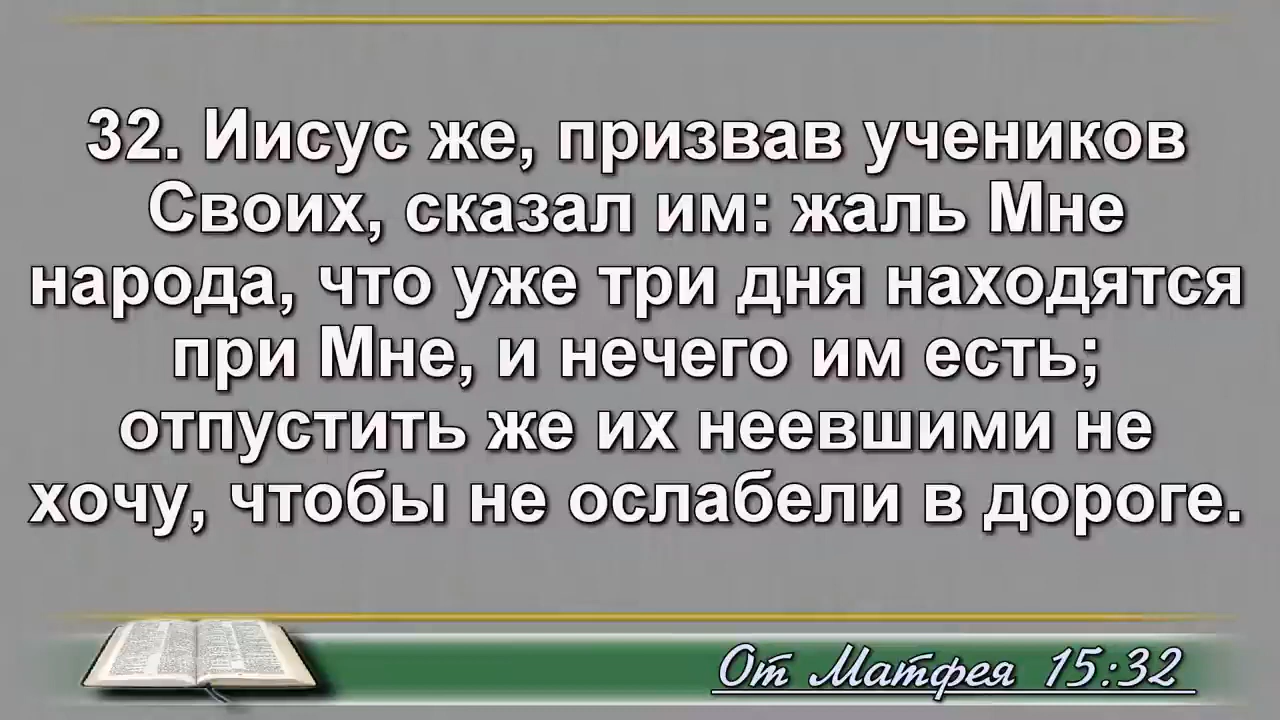 32. Иисус же, призвав учеников
Своих, сказал им: жаль Мне
народа, что уже три дня находятся
при Мне, и нечего им есть;
отпустить же их неевшими не
хочу, чтобы не ослабели в дороге.
От Матфея 15:32